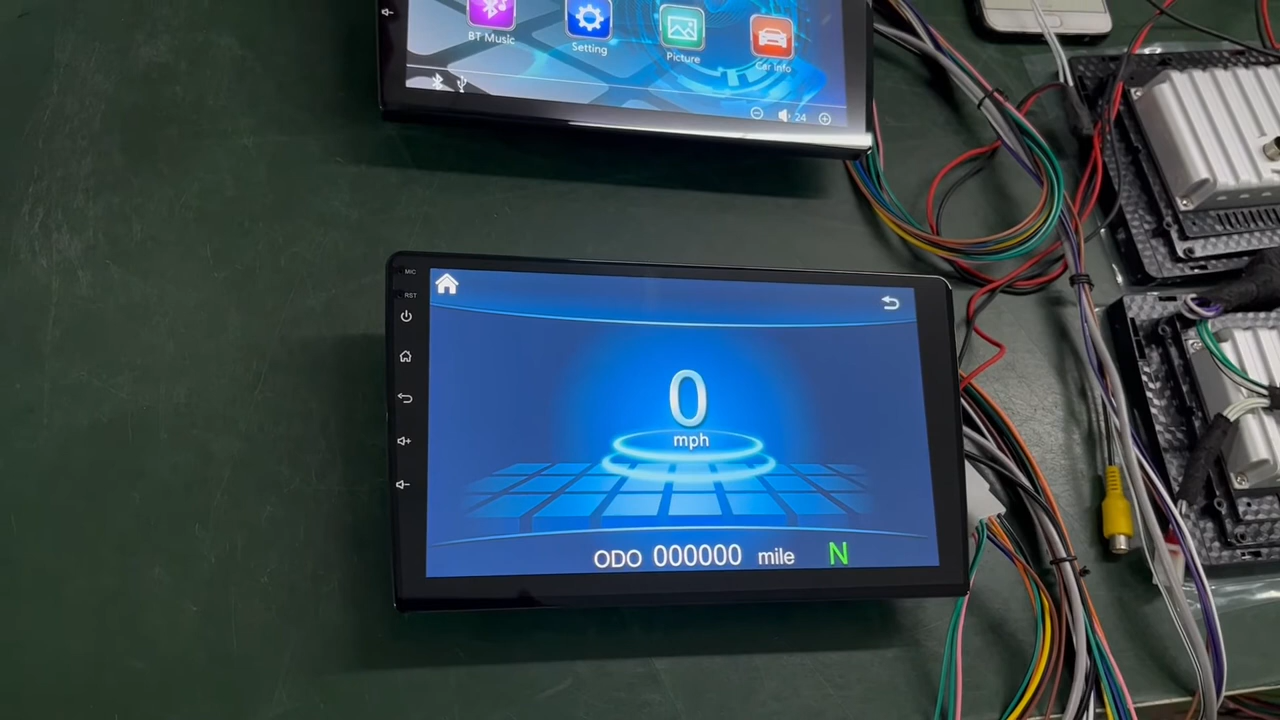 BT Music
Setting
Picture
Car Info
24
MIC
RST
0
mph
ODO 000000 mile N